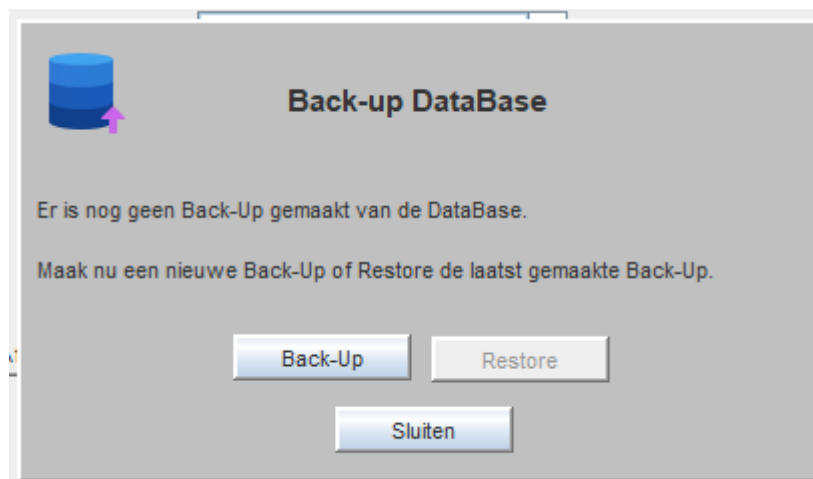 Back-up DataBase
Er is nog geen Back-Up gemaakt van de DataBase.
Maak nu een nieuwe Back-Up of Restore de laatst gemaakte Back-Up.
Back-Up
Restore
Sluiten